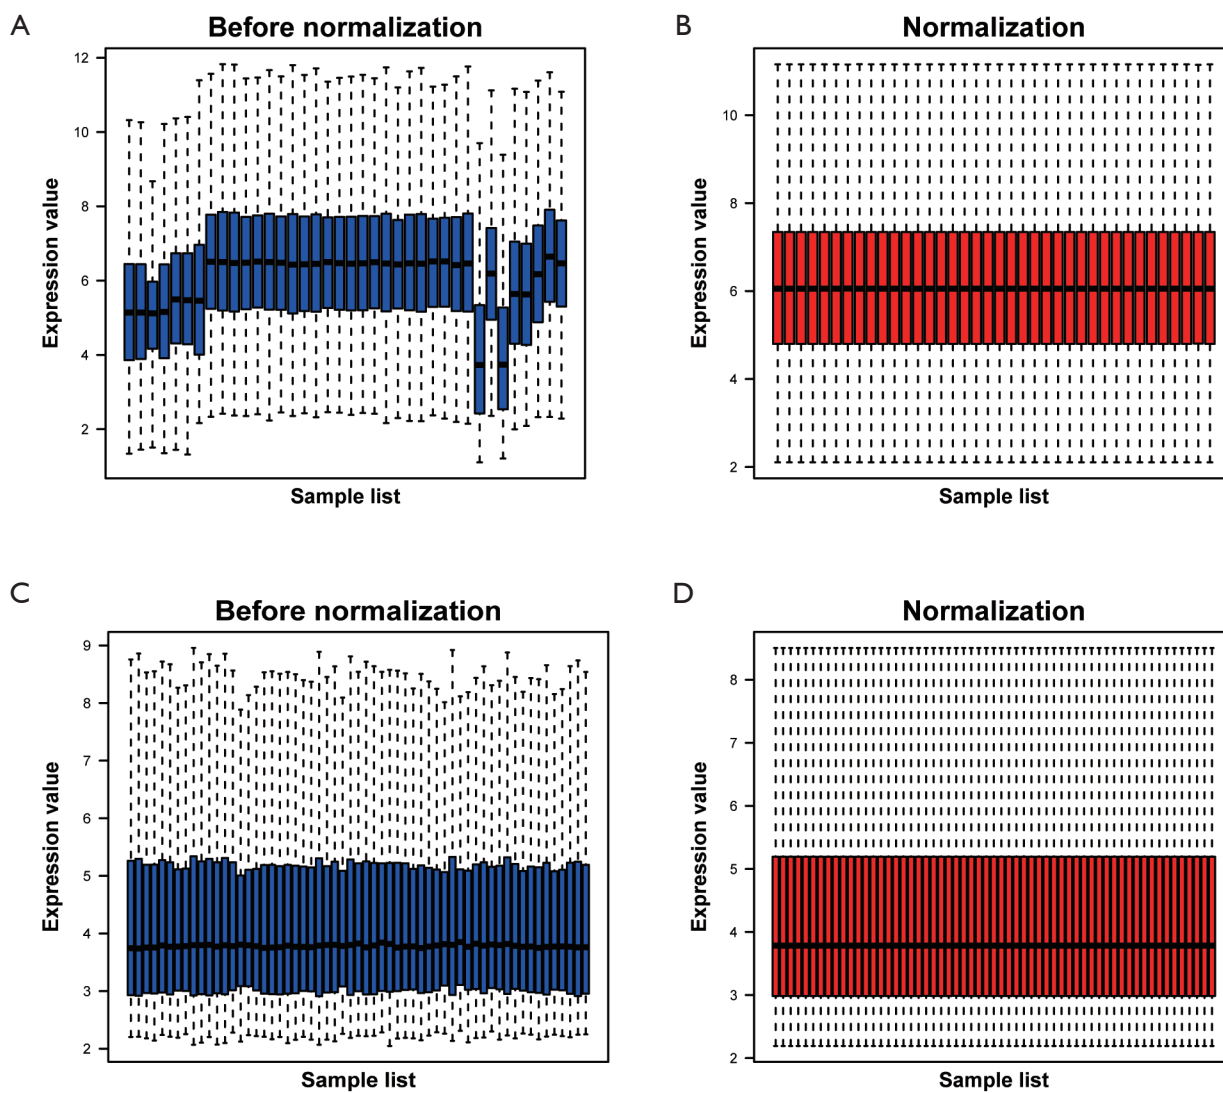 A
Before normalization
12
10
8
6
4
2
Expression value
Sample list
B
Normalization
10
8
6
4
2
Expression value
Sample list
C
Before normalization
9
8
7
6
5
4
3
2
Expression value
Sample list
D
Normalization
8
7
6
5
4
3
2
Expression value
Sample list